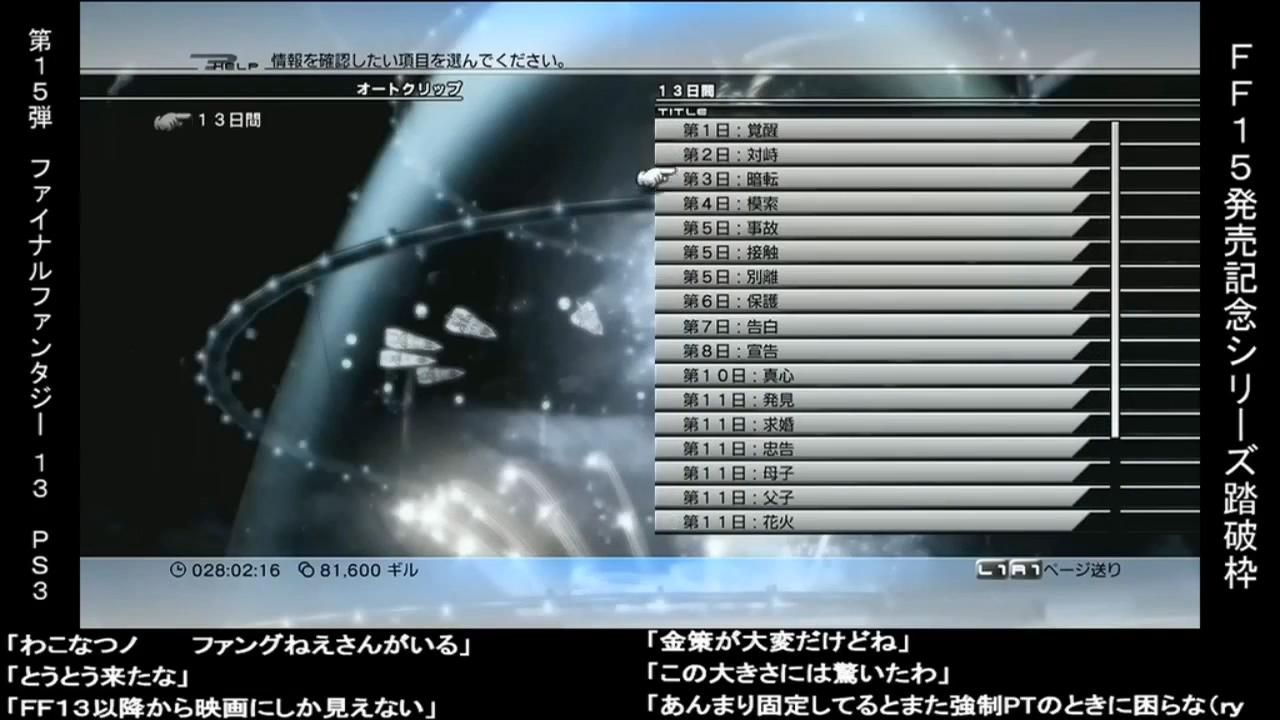 第15弾 ファイナルファンタジー 13 PS3
HELP 情報を確認したい項目を選んでください。
オートクリップ
13日間
13日間
TITLE
第1日：覚醒
第2日：対峙
第3日：暗転
第4日：模索
第5日：事故
第5日：接触
第5日：別離
第6日：保護
第7日：告白
第8日：宣告
第10日：真心
第11日：発見
第11日：求婚
第11日：忠告
第11日：母子
第11日：父子
第11日：花火
028:02:16 81,600 ギル
L1 R1 ページ送り
FF15発売記念シリーズ踏破枠
「わこなつノ　　ファングねえさんがいる」
「とうとう来たな」
「FF13以降から映画にしか見えない」
「金策が大変だけどね」
「この大きさには驚いたわ」
「あんまり固定してるとまた強制PTのときに困らな(ry